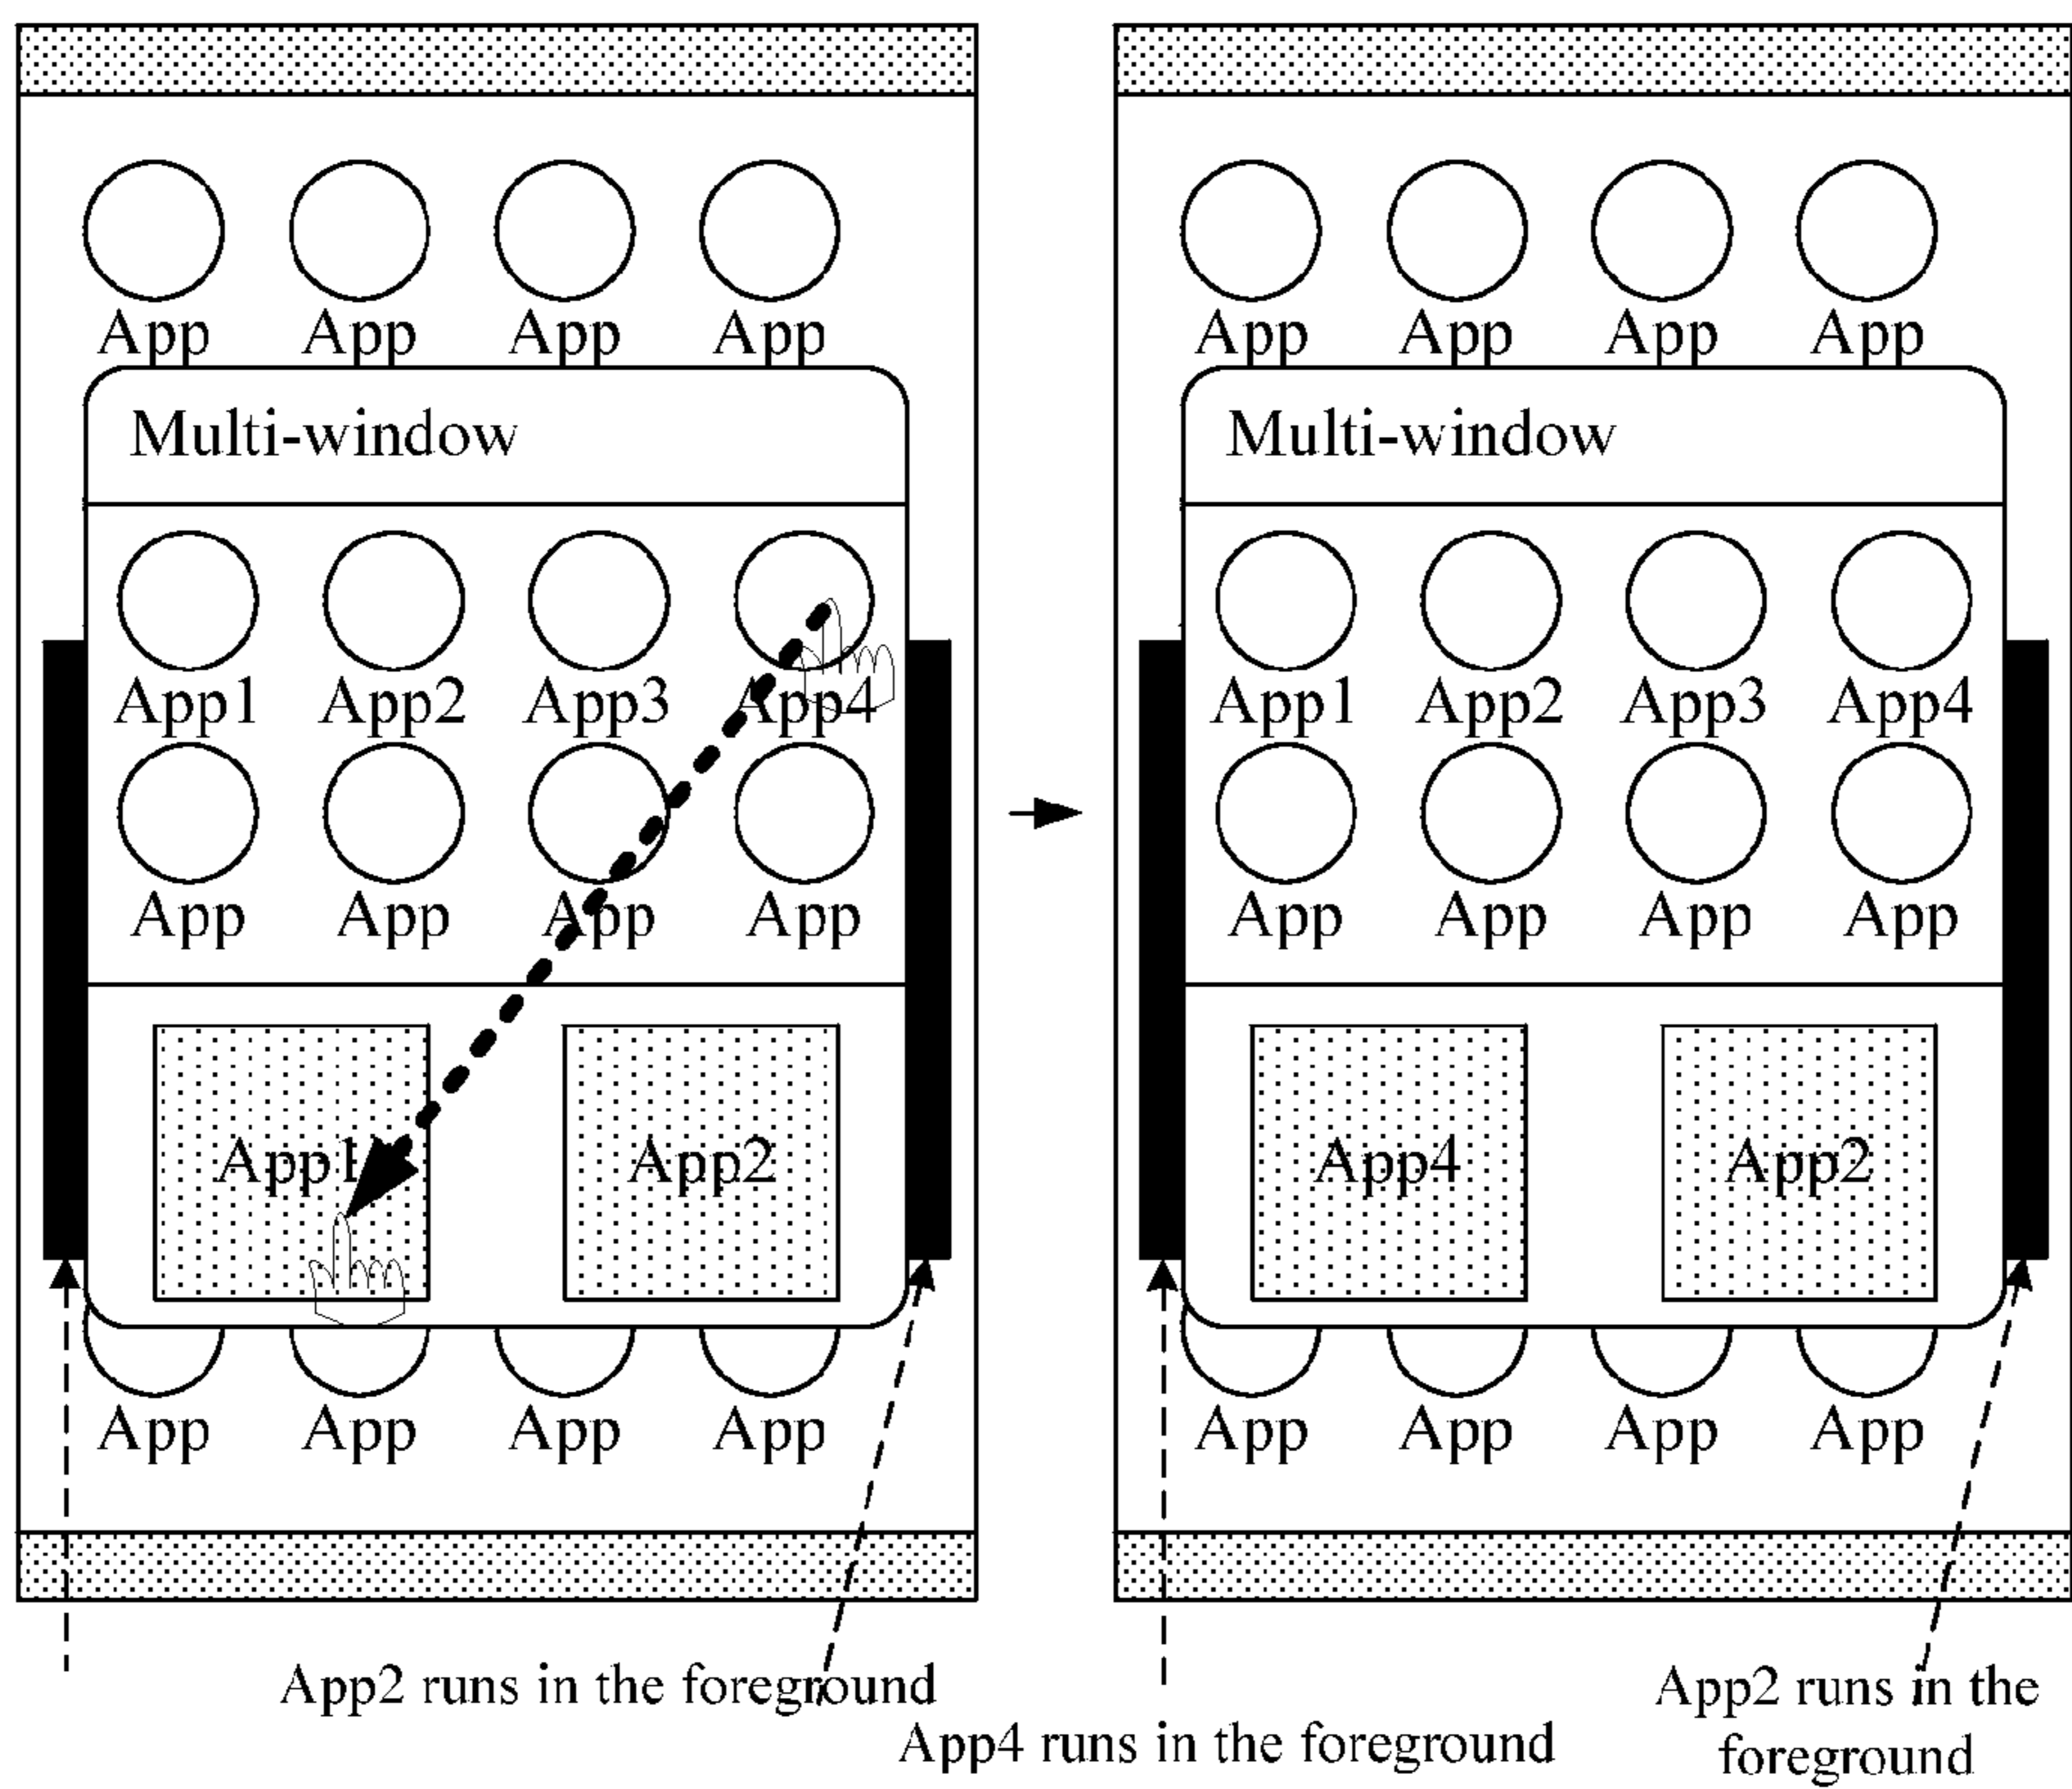 App App App App
Multi-window
App1 App2 App3 App4
App App App App
App1 App2
App App App App
App2 runs in the foreground
App App App App
Multi-window
App1 App2 App3 App4
App App App App
App4 App2
App App App App
App4 runs in the foreground
App2 runs in the
foreground